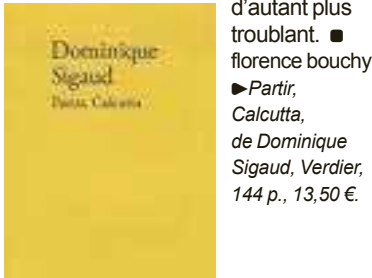 Dominique
Sigaud
Partir, Calcutta
d'autant plus
troublant. ■
florence bouchy
►Partir,
Calcutta,
de Dominique
Sigaud, Verdier,
144 p., 13,50 €.